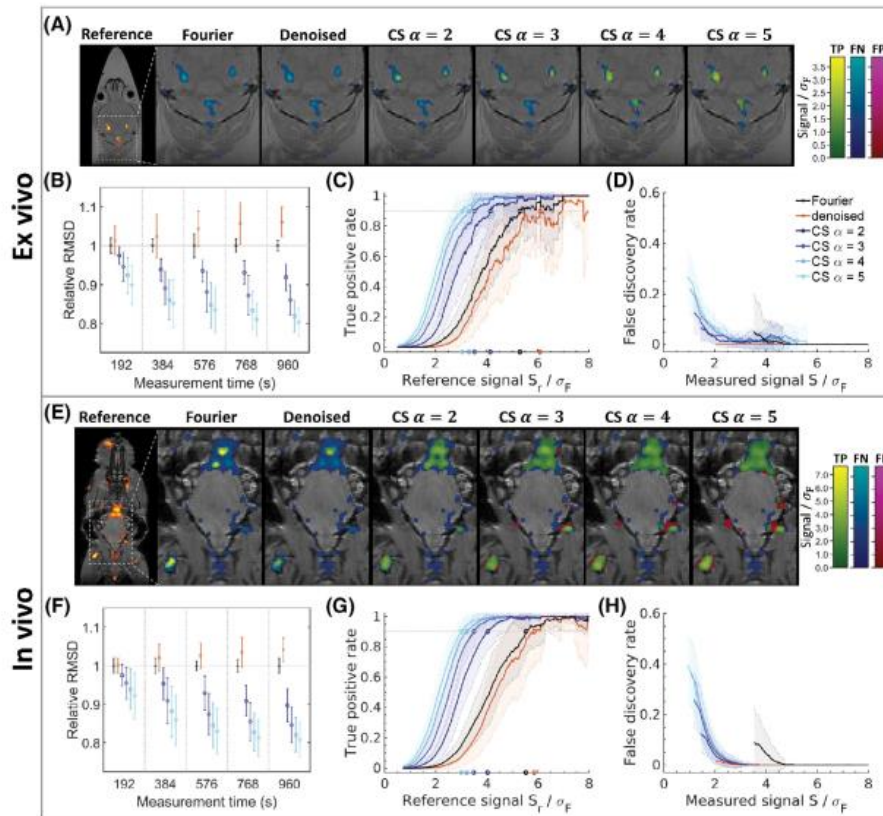 Ex vivo
(A)
Reference Fourier Denoised CS α = 2 CS α = 3 CS α = 4 CS α = 5
TP FN FP
Signal / σF
3.5
3.0
2.5
2.0
1.5
1.0
0.5
0.0
(B)
Relative RMSD
1.1
1
0.9
0.8
192 384 576 768 960
Measurement time (s)
(C)
True positive rate
1
0.8
0.6
0.4
0.2
0
0 2 4 6 8
Reference signal Sr / σF
(D)
False discovery rate
0.6
0.4
0.2
0
0 2 4 6 8
Measured signal S / σF
Fourier
denoised
CS α = 2
CS α = 3
CS α = 4
CS α = 5
In vivo
(E)
Reference Fourier Denoised CS α = 2 CS α = 3 CS α = 4 CS α = 5
TP FN FP
Signal / σF
7.0
6.0
5.0
4.0
3.0
2.0
1.0
0.0
(F)
Relative RMSD
1.1
1
0.9
0.8
192 384 576 768 960
Measurement time (s)
(G)
True positive rate
1
0.8
0.6
0.4
0.2
0
0 2 4 6 8
Reference signal Sr / σF
(H)
False discovery rate
0.6
0.4
0.2
0
0 2 4 6 8
Measured signal S / σF